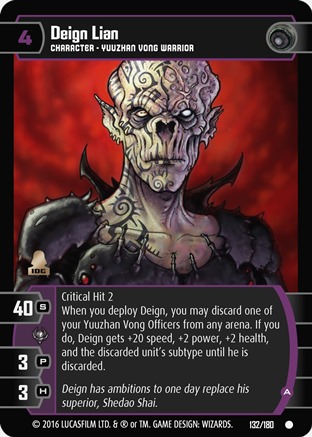 4
Deign Lian
CHARACTER - YUUZHAN VONG WARRIOR
IDC
40 S
Critical Hit 2
When you deploy Deign, you may discard one of
your Yuuzhan Vong Officers from any arena. If you
do, Deign gets +20 speed, +2 power, +2 health,
and the discarded unit's subtype until he is
discarded.
3 P
3 H
Deign has ambitions to one day replace his
superior, Shedao Shai.
A
© 2016 LUCASFILM LTD. & ® or TM. GAME DESIGN: WIZARDS.
132/180